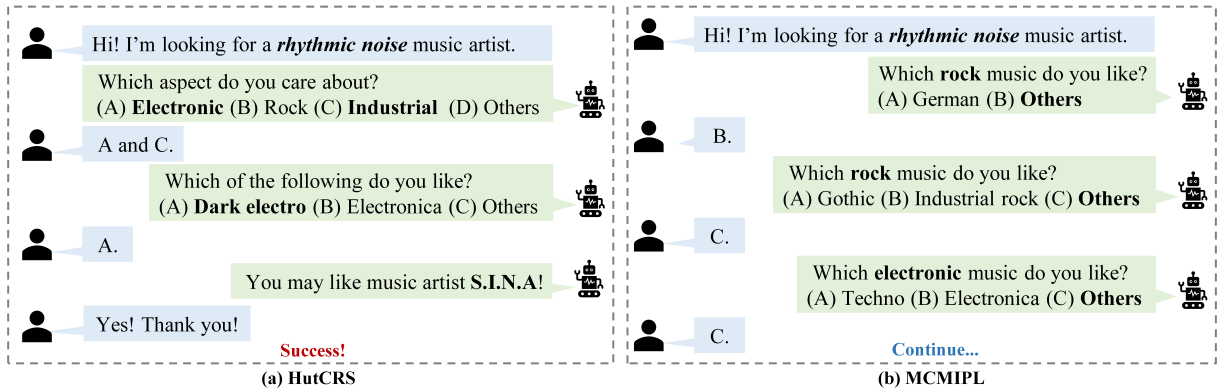 Hi! I'm looking for a rhythmic noise music artist.
Which aspect do you care about?
(A) Electronic (B) Rock (C) Industrial (D) Others
A and C.
Which of the following do you like?
(A) Dark electro (B) Electronica (C) Others
A.
You may like music artist S.I.N.A!
Yes! Thank you!
Success!
(a) HutCRS
Hi! I'm looking for a rhythmic noise music artist.
Which rock music do you like?
(A) German (B) Others
B.
Which rock music do you like?
(A) Gothic (B) Industrial rock (C) Others
C.
Which electronic music do you like?
(A) Techno (B) Electronica (C) Others
C.
Continue...
(b) MCMIPL